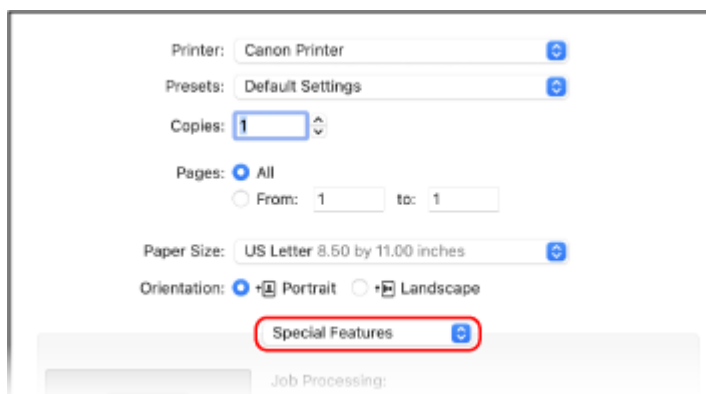 Printer: Canon Printer
Presets: Default Settings
Copies: 1
Pages: All
From: 1 to: 1
Paper Size: US Letter 8.50 by 11.00 inches
Orientation: Portrait Landscape
Special Features
Job Processing: